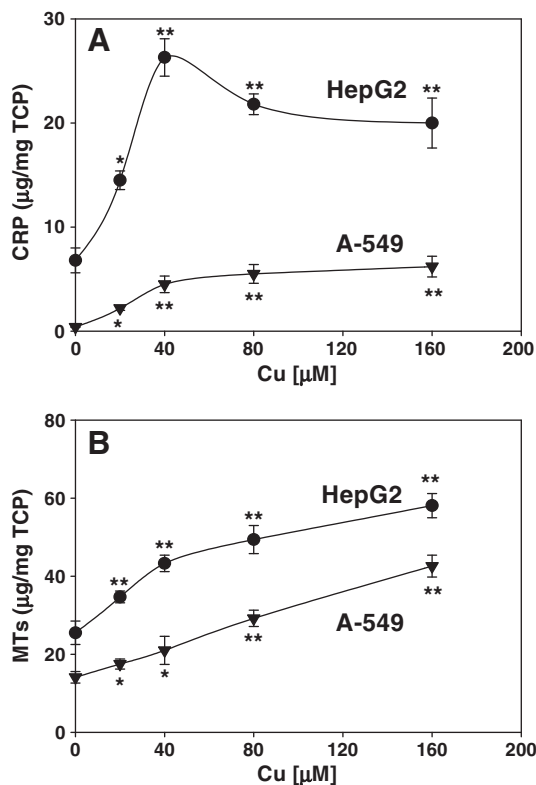 A
30
20
10
0
CRP (µg/mg TCP)
**
*
**
**
HepG2
A-549
*
**
**
**
0 40 80 120 160 200
Cu [µM]
B
80
60
40
20
0
MTs (µg/mg TCP)
**
**
**
**
HepG2
A-549
*
*
**
**
0 40 80 120 160 200
Cu [µM]